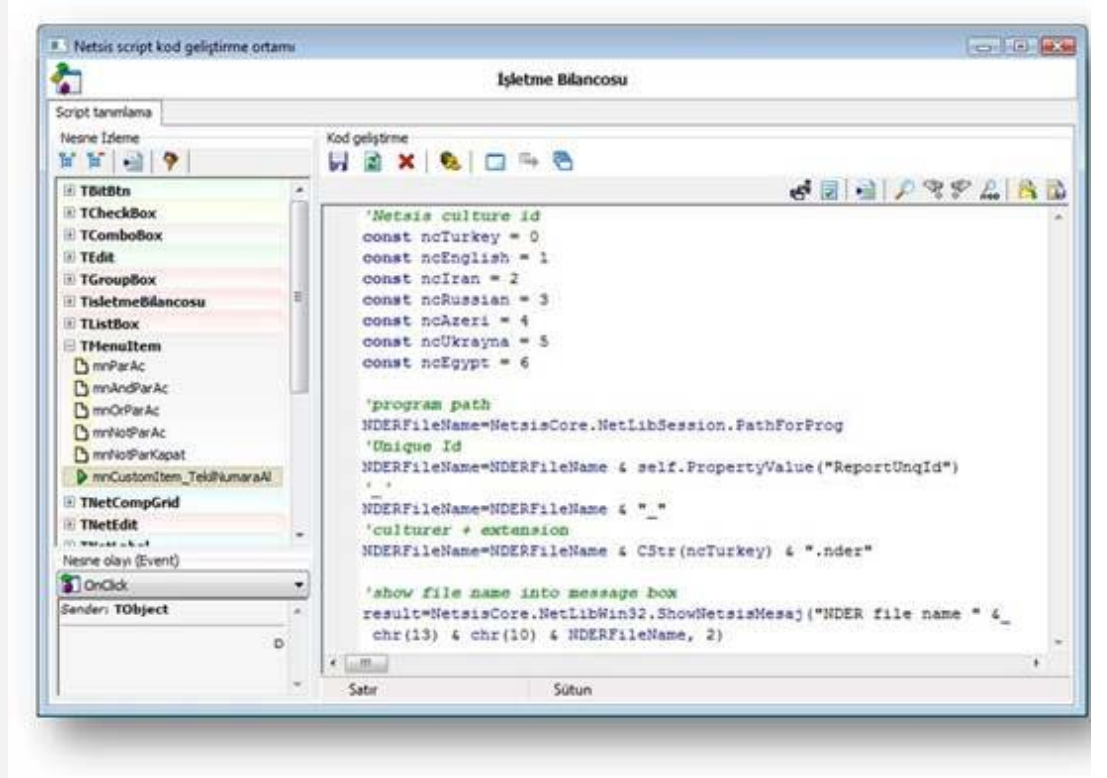 Netsis script kod geliştirme ortamı
İşletme Bilançosu
Script tanımlama
Nesne İzleme
TBitBtn
TCheckBox
TComboBox
TEdit
TGroupBox
TisletmeBilancosu
TListBox
TMenuItem
mnParAc
mnAndParAc
mnOrParAc
mnNotParAc
mnNotParKapat
mnCustomItem_TeklNumaraAl
TNetCompGrid
TNetEdit
Nesne olayı (Event)
OnClick
Sender: TObject
D
Kod geliştirme
'Netsis culture id
const ncTurkey = 0
const ncEnglish = 1
const ncIran = 2
const ncRussian = 3
const ncAzeri = 4
const ncUkrayna = 5
const ncEgypt = 6
'program path
NDERFileName=NetsisCore.NetLibSession.PathForProg
'Unique Id
NDERFileName=NDERFileName & self.PropertyValue("ReportUnqId")
'_'
NDERFileName=NDERFileName & "_"
'culturer + extension
NDERFileName=NDERFileName & CStr(ncTurkey) & ".nder"
'show file name into message box
result=NetsisCore.NetLibWin32.ShowNetsisMesaj("NDER file name " &_
chr(13) & chr(10) & NDERFileName, 2)
Satır Sütun